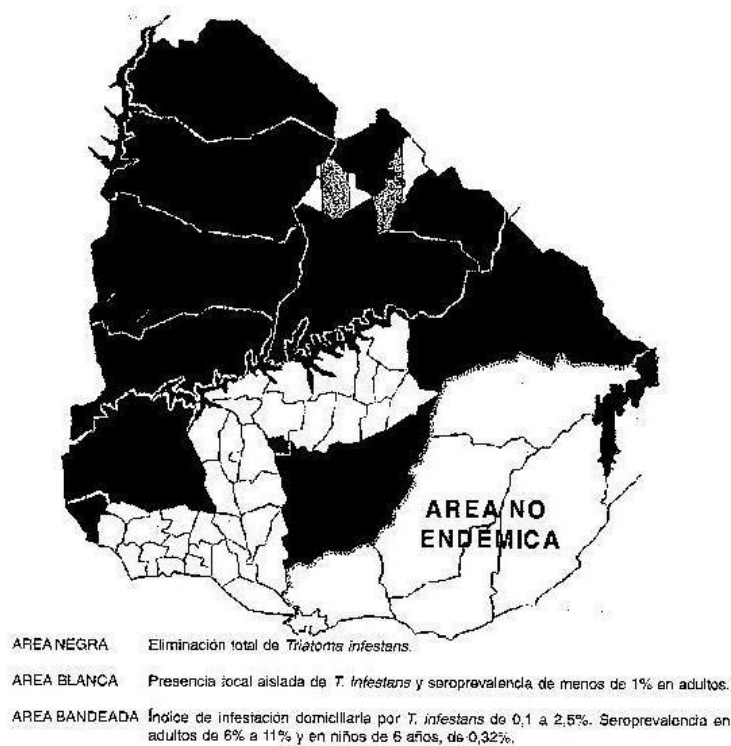 AREA NO
ENDEMICA
AREA NEGRA Eliminación total de Triatoma infestans.
AREA BLANCA Presencia focal aislada de T. infestans y seroprevalencia de menos de 1% en adultos.
AREA BANDEADA Índice de infestación domiciliaria por T. infestans de 0,1 a 2,5%. Seroprevalencia en
adultos de 6% a 11% y en niños de 6 años, de 0,32%.